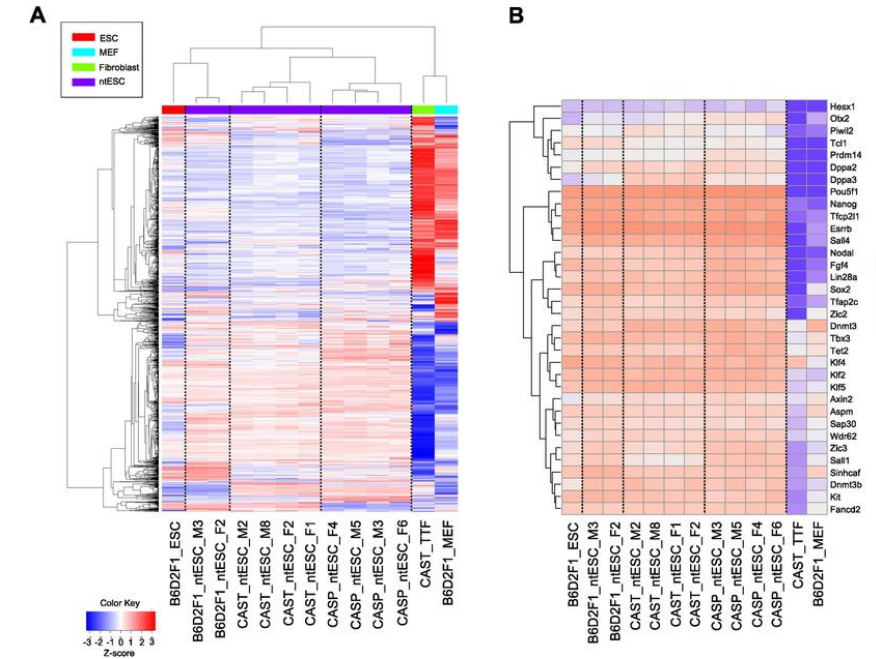 A
B
ESC
MEF
Fibroblast
ntESC
B6D2F1_ESC
B6D2F1_ntESC_M3
B6D2F1_ntESC_F2
CAST_ntESC_M2
CAST_ntESC_M8
CAST_ntESC_F2
CAST_ntESC_F1
CASP_ntESC_F4
CASP_ntESC_M5
CASP_ntESC_M3
CASP_ntESC_F6
CAST_TTF
B6D2F1_MEF
Color Key
-3 -2 -1 0 1 2 3
Z-score
Hesx1
Otx2
Piwil2
Tcl1
Prdm14
Dppa2
Dppa3
Pou5f1
Nanog
Tfcp2l1
Esrrb
Sall4
Nodal
Fgf4
Lin28a
Sox2
Tfap2c
Zic2
Dnmt3
Tbx3
Tet2
Klf4
Klf2
Klf5
Axin2
Aspm
Sap30
Wdr62
Zic3
Sall1
Sinhcaf
Dnmt3b
Kit
Fancd2
B6D2F1_ESC
B6D2F1_ntESC_M3
B6D2F1_ntESC_F2
CAST_ntESC_M2
CAST_ntESC_M8
CAST_ntESC_F1
CAST_ntESC_F2
CASP_ntESC_M3
CASP_ntESC_M5
CASP_ntESC_F4
CASP_ntESC_F6
CAST_TTF
B6D2F1_MEF